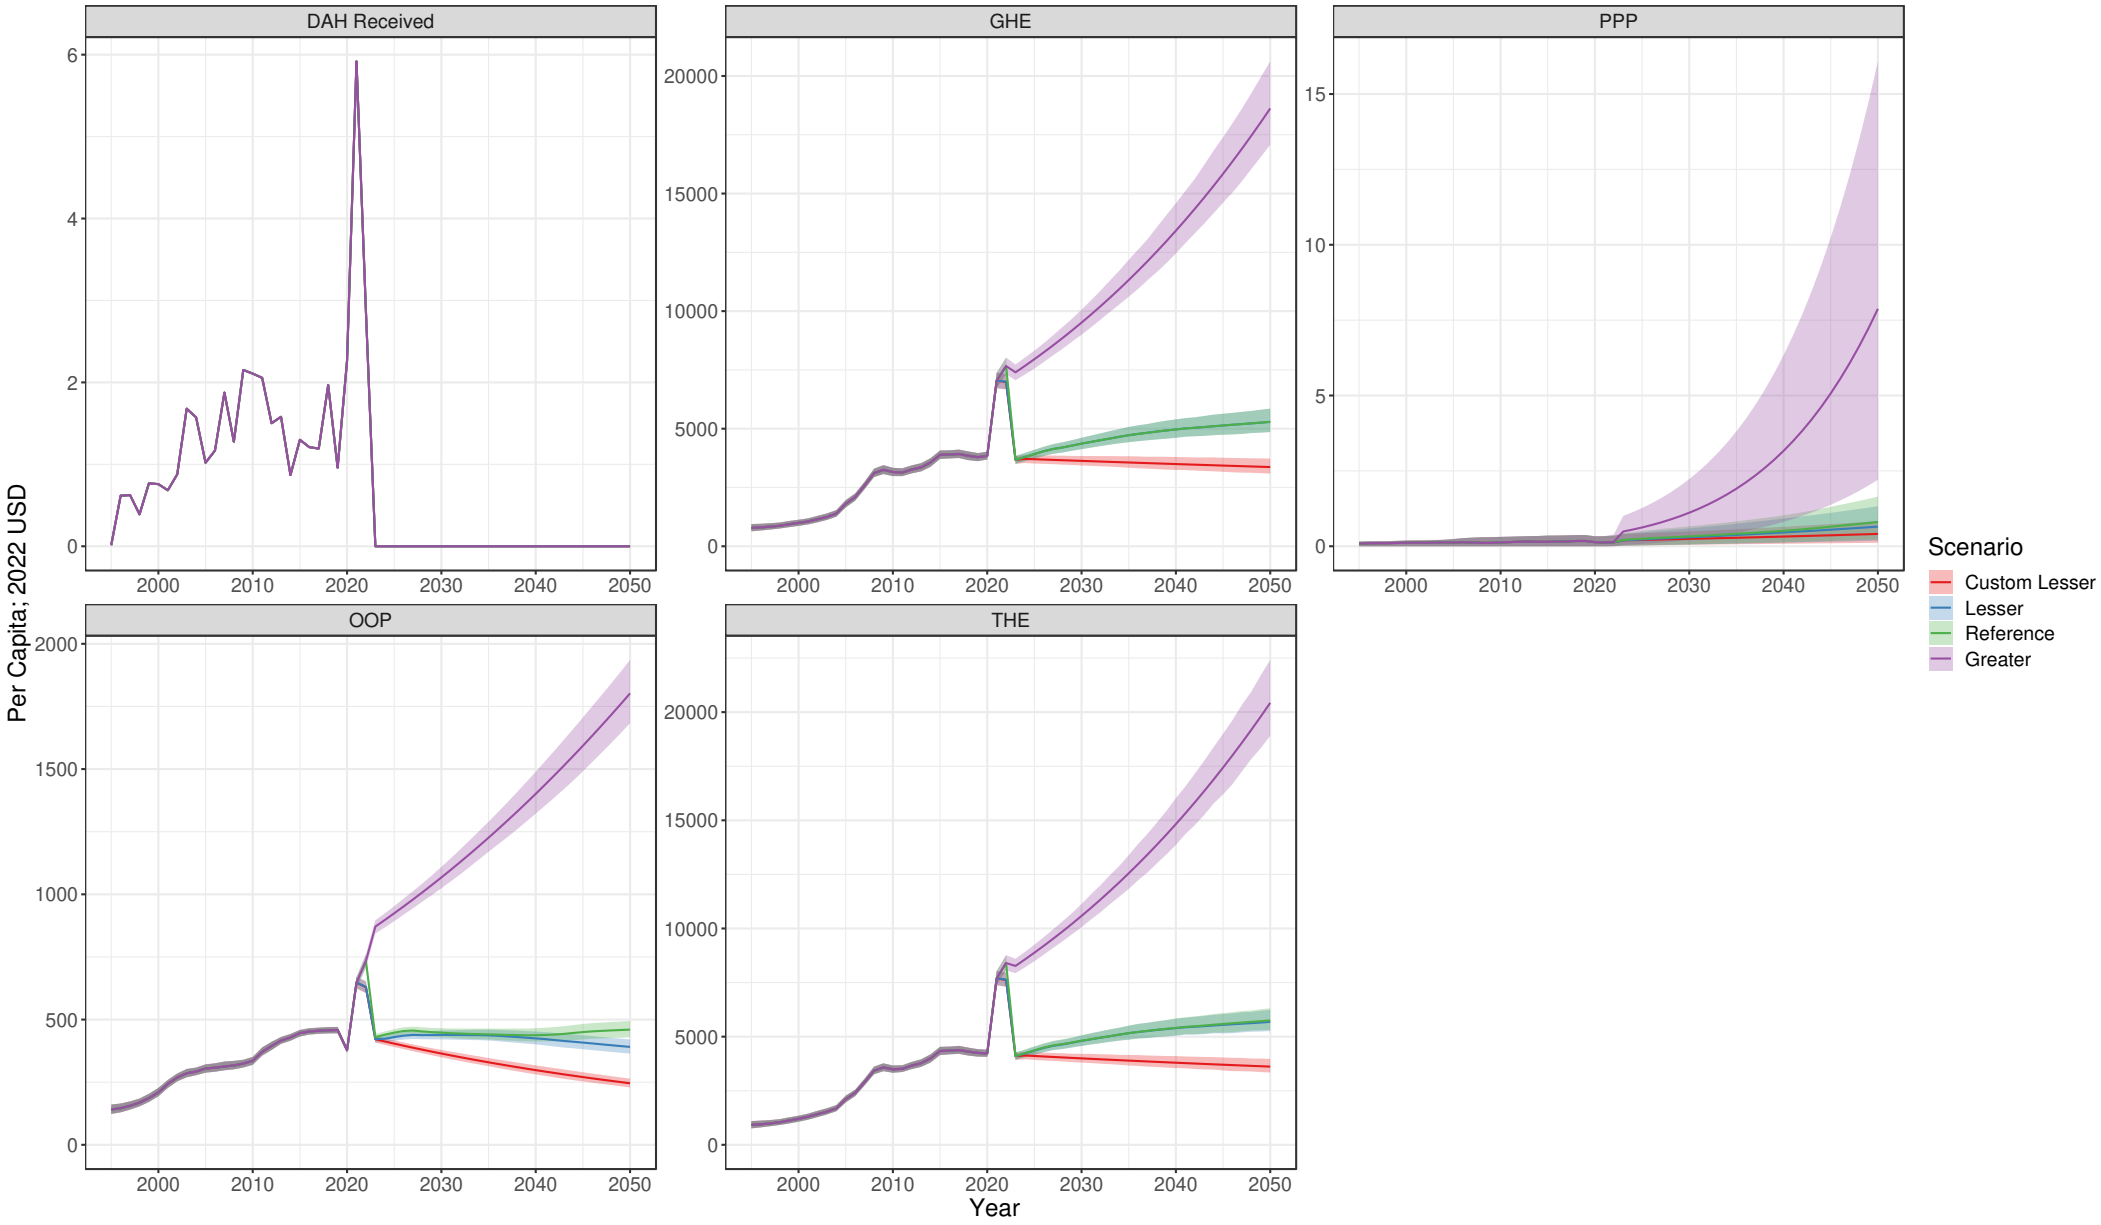 DAH Received
GHE
PPP
6
4
2
0
2000 2010 2020 2030 2040 2050
20000
15000
10000
5000
0
2000 2010 2020 2030 2040 2050
15
10
5
0
2000 2010 2020 2030 2040 2050
OOP
THE
2000
1500
1000
500
0
2000 2010 2020 2030 2040 2050
20000
15000
10000
5000
0
2000 2010 2020 2030 2040 2050
Per Capita; 2022 USD
Year
Scenario
Custom Lesser
Lesser
Reference
Greater